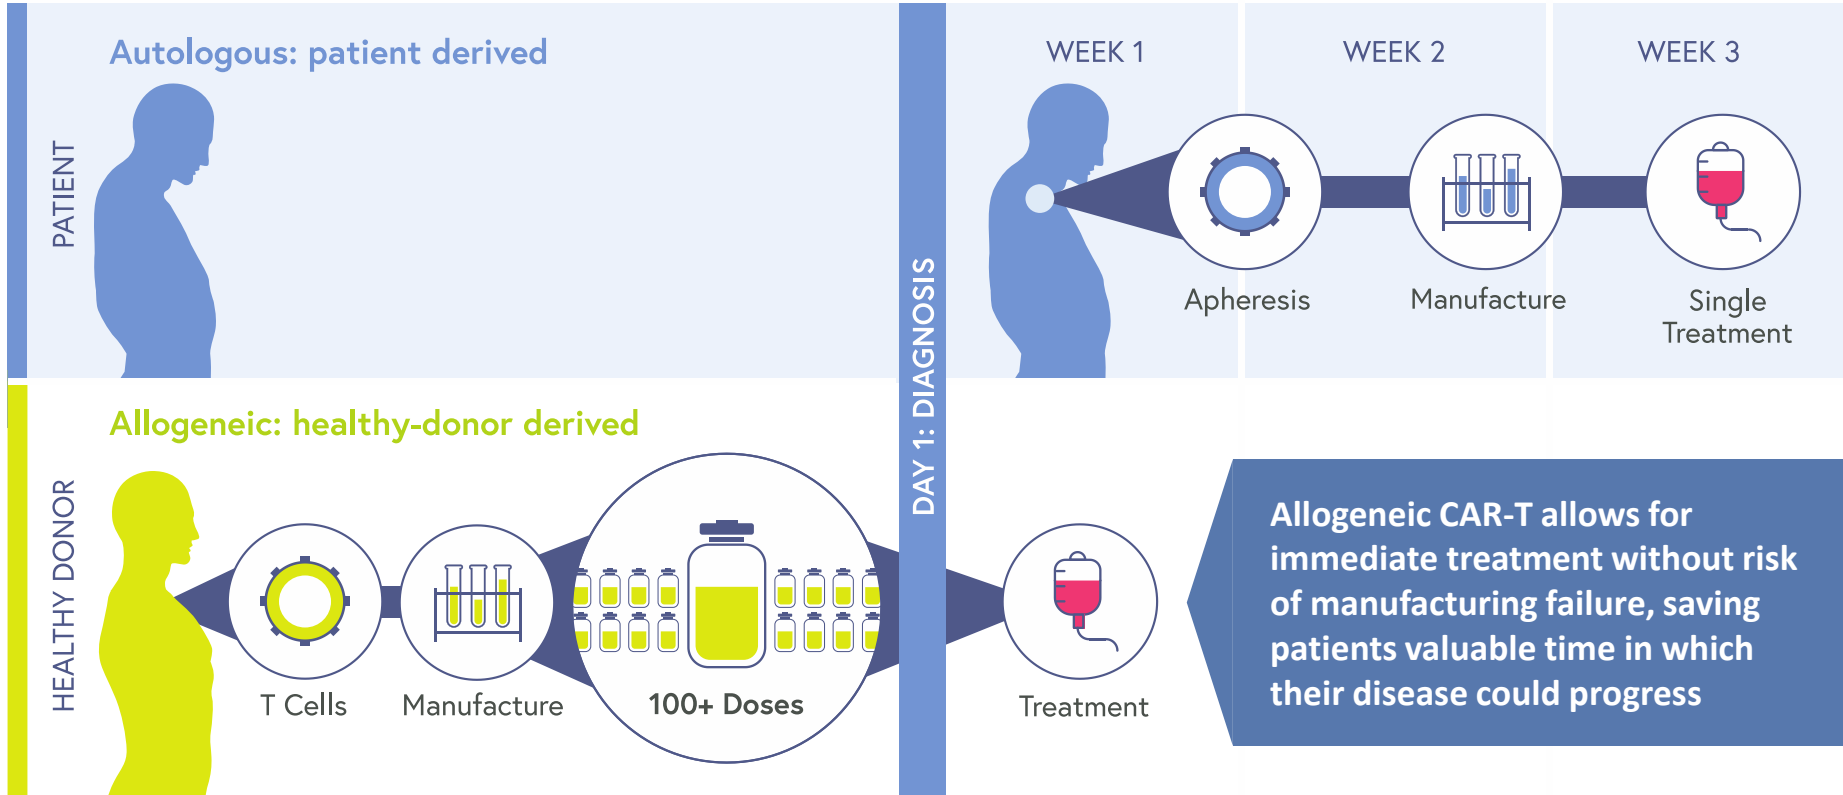 Autologous: patient derived
PATIENT
DAY 1: DIAGNOSIS
WEEK 1
WEEK 2
WEEK 3
Apheresis
Manufacture
Single
Treatment
Allogeneic: healthy-donor derived
HEALTHY DONOR
T Cells
Manufacture
100+ Doses
Treatment
Allogeneic CAR-T allows for
immediate treatment without risk
of manufacturing failure, saving
patients valuable time in which
their disease could progress